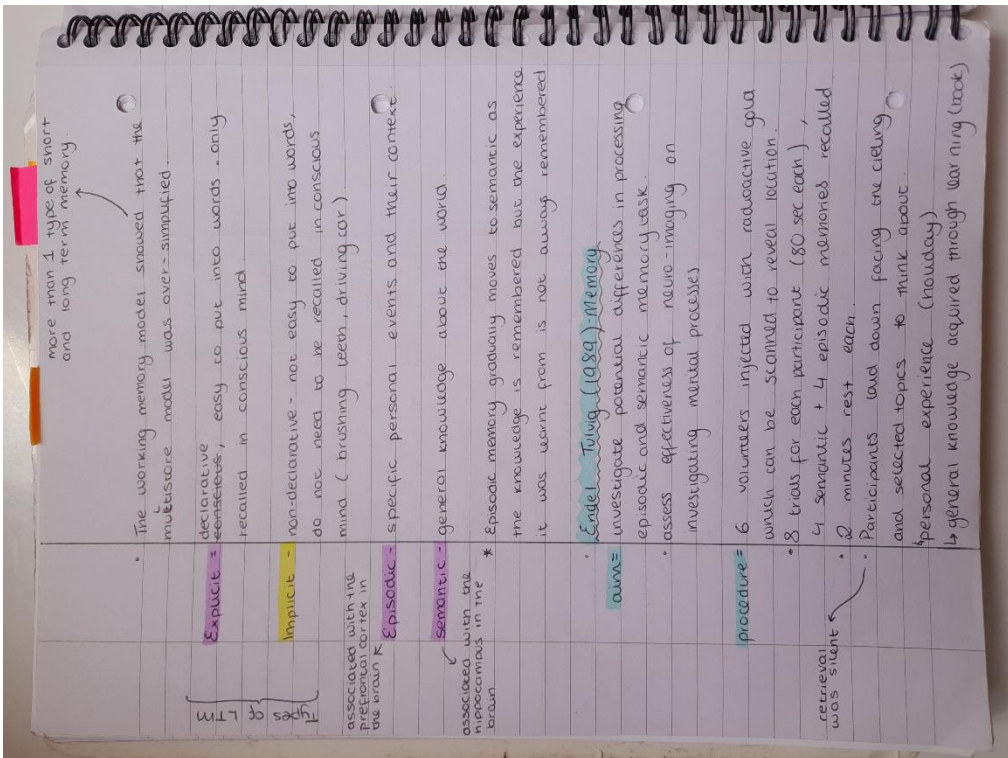 more than 1 type of short
and long term memory.
• The working memory model showed that the
multistore model was over-simplified.
Types of
LTM
declarative
Explicit = conscious, easy to put into words - only
recalled in conscious mind
Implicit - non-declarative - not easy to put into words,
do not need to be recalled in conscious
mind (brushing teeth, driving car)
associated with the
prefrontal cortex in
the brain
Episodic - specific personal events and their context
semantic - general knowledge about the world.
associated with the
hippocampus in the
brain
* Episodic memory gradually moves to semantic as
the knowledge is remembered but the experience
it was learnt from is not always remembered
• Endel Tulvig (1989) - Memory
aim = investigate potential differences in processing
episodic and semantic memory task.
• assess effectiveness of neuro-imaging on
investigating mental processes
procedure = 6 volunteers injected with radioactive gold
which can be scanned to reveal location.
• 8 trials for each participant (80 sec each),
4 semantic + 4 episodic memories recalled
• 2 minutes rest each.
retrieval
was silent
• Participants laid down facing the cieling
and selected topics to think about.
↳ personal experience (holiday)
↳ general knowledge acquired through learning (book)